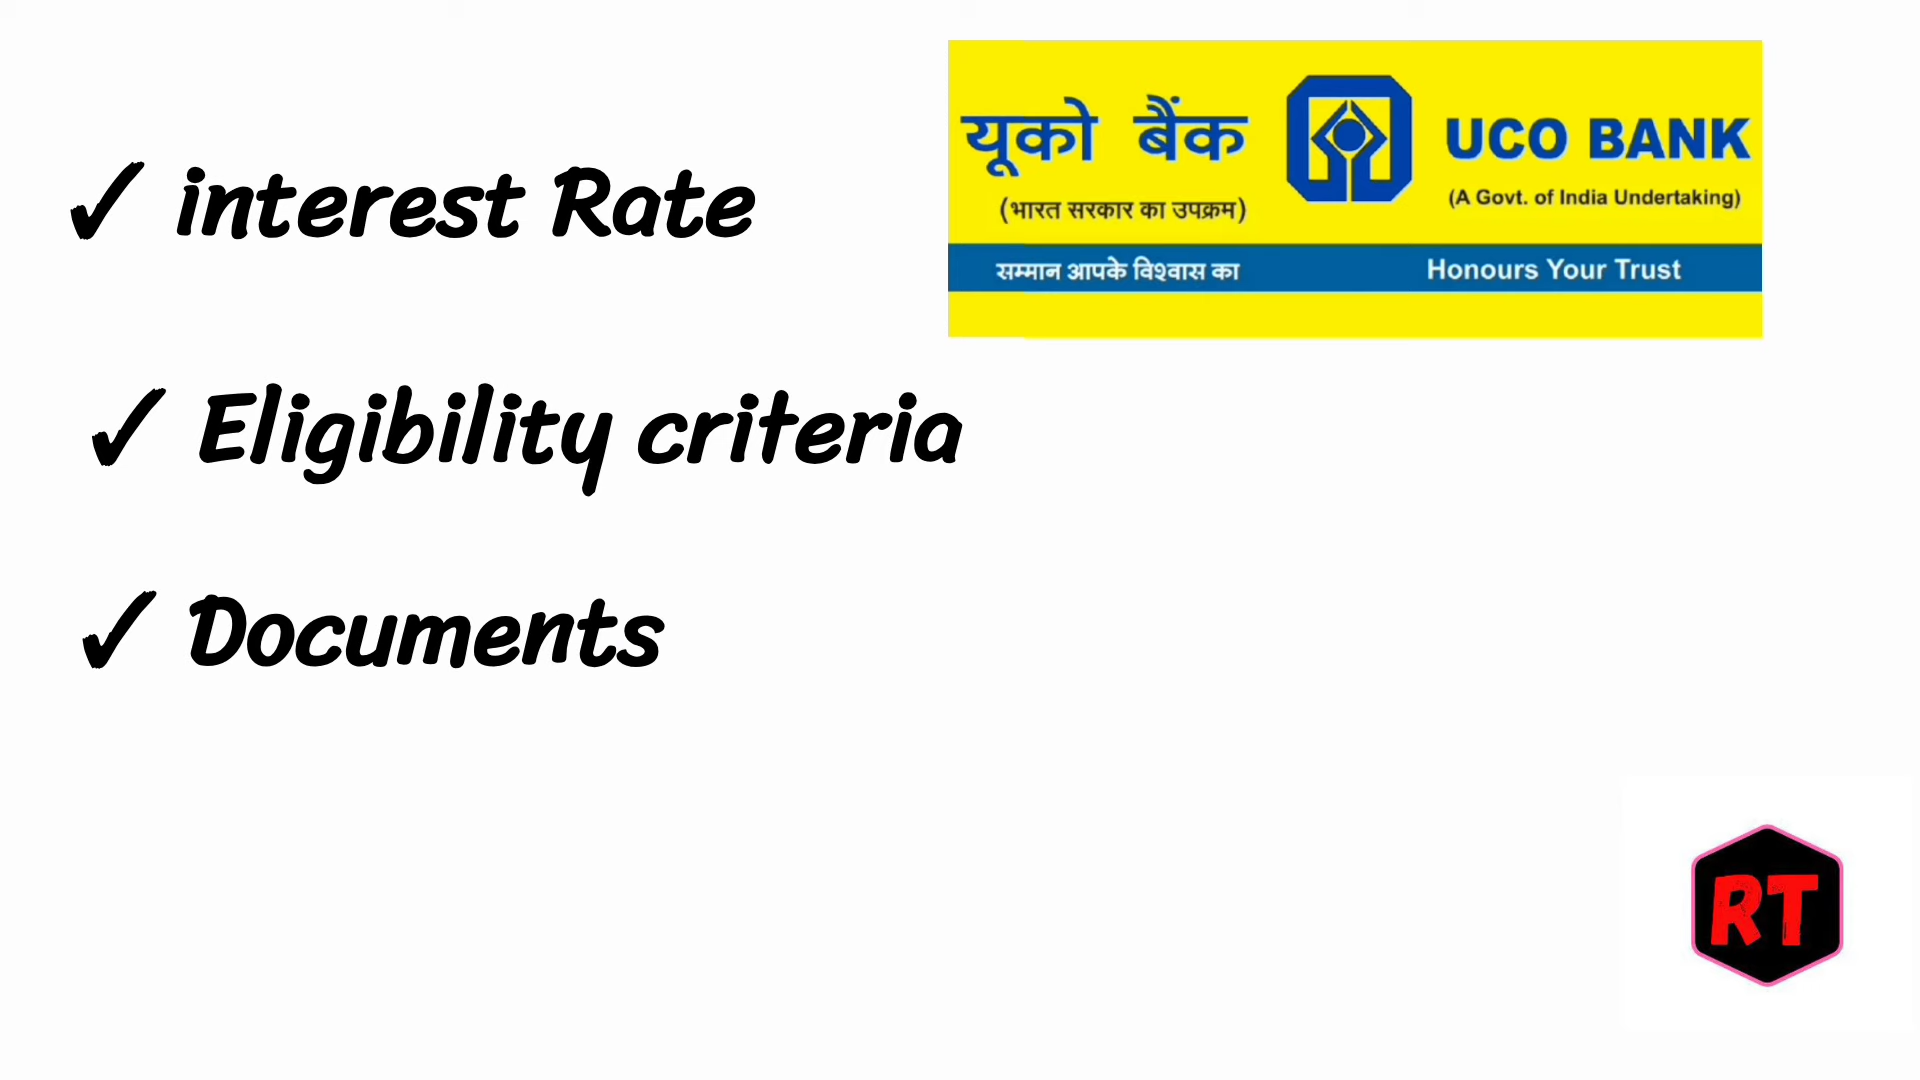 ✓ interest Rate
यूको बैंक
UCO BANK
(भारत सरकार का उपक्रम)
(A Govt. of India Undertaking)
सम्मान आपके विश्वास का
Honours Your Trust
✓ Eligibility criteria
✓ Documents
RT